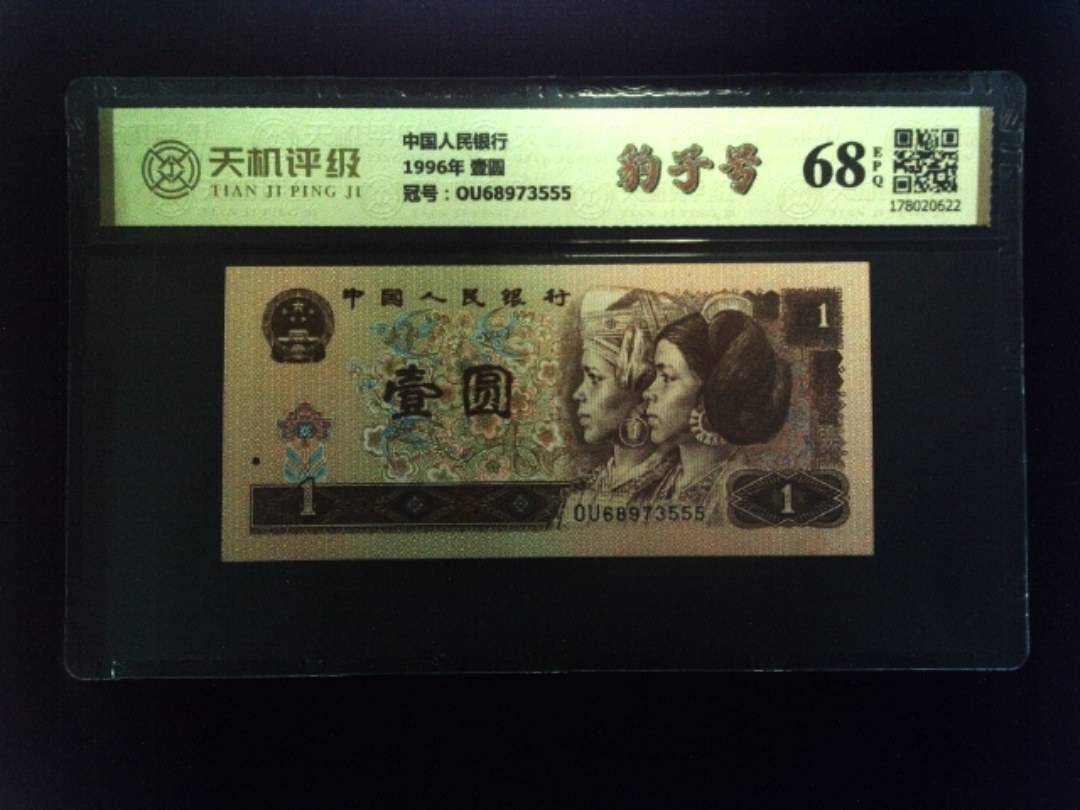 天机评级
TIAN JI PING JI
中国人民银行
1996年 壹圆
冠号：OU68973555
豹子号
68
EPQ
178020622
中国人民银行
1
壹圆
1
OU68973555
1